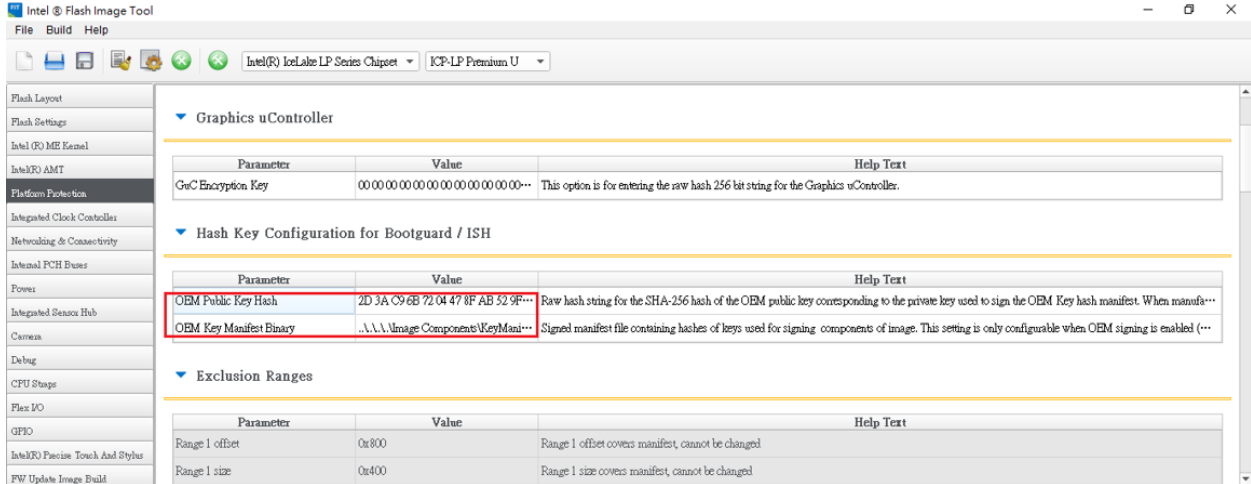 Intel ® Flash Image Tool
File Build Help
Intel(R) IceLake LP Series Chipset ICP-LP Premium U
Flash Layout
Flash Settings
Intel (R) ME Kernel
Intel(R) AMT
Platform Protection
Integrated Clock Controller
Networking & Connectivity
Internal PCH Buses
Power
Integrated Sensor Hub
Camera
Debug
CPU Straps
Flex I/O
GPIO
Intel(R) Precise Touch And Stylus
FW Update Image Build
Graphics uController
Parameter Value Help Text
GuC Encryption Key 00 00 00 00 00 00 00 00 00 00 00 00··· This option is for entering the raw hash 256 bit string for the Graphics uController.
Hash Key Configuration for Bootguard / ISH
Parameter Value Help Text
OEM Public Key Hash 2D 3A C9 6B 72 04 47 8F AB 52 9F··· Raw hash string for the SHA-256 hash of the OEM public key corresponding to the private key used to sign the OEM Key hash manifest. When manufa···
OEM Key Manifest Binary ..\..\..\Image Components\KeyMani··· Signed manifest file containing hashes of keys used for signing components of image. This setting is only configurable when OEM signing is enabled (···
Exclusion Ranges
Parameter Value Help Text
Range 1 offset 0x800 Range 1 offset covers manifest, cannot be changed
Range 1 size 0x400 Range 1 size covers manifest, cannot be changed